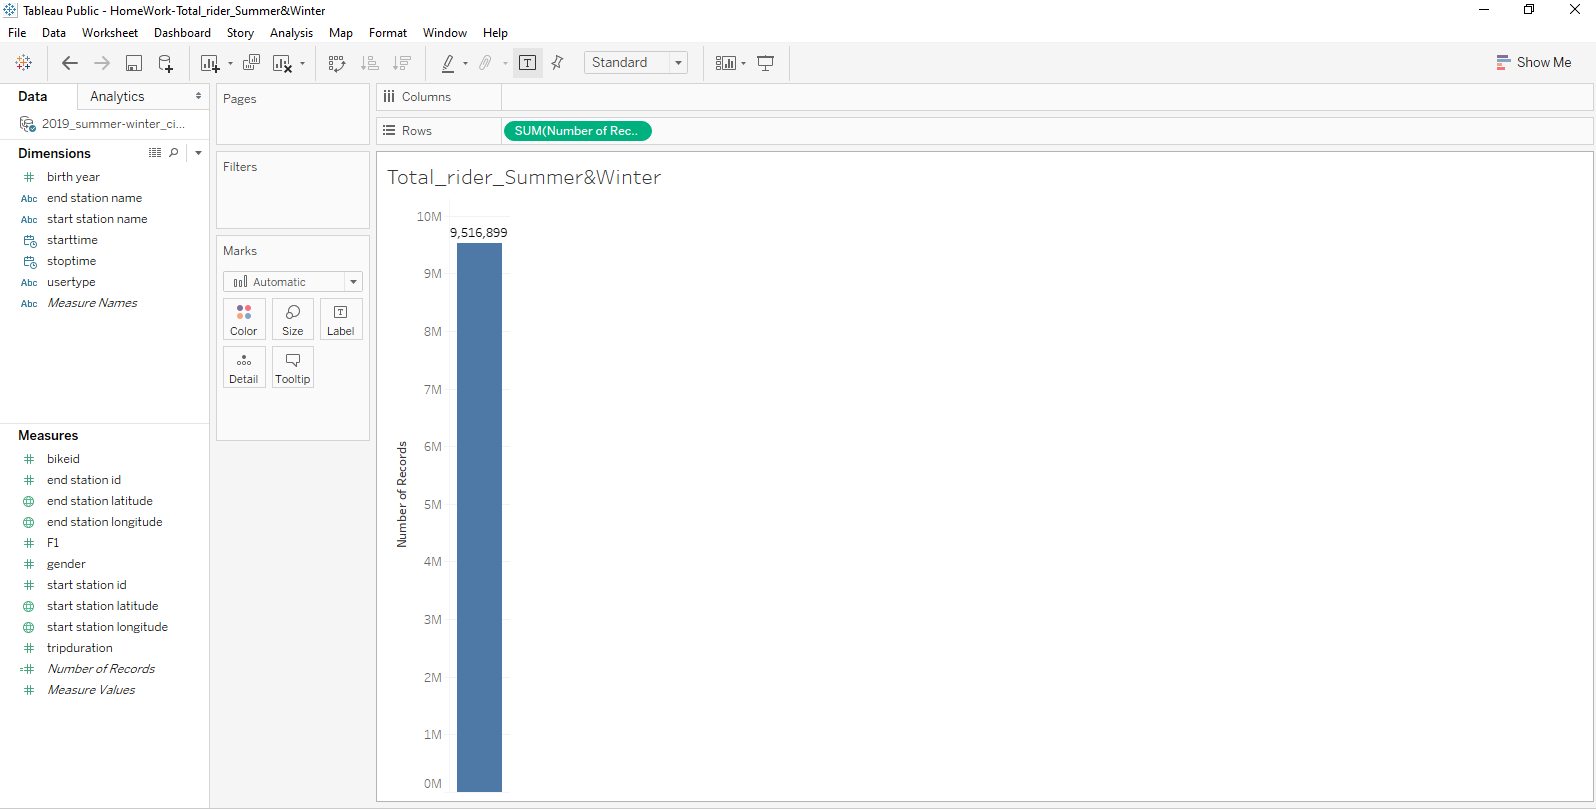 Tableau Public - HomeWork-Total_rider_Summer&Winter
File Data Worksheet Dashboard Story Analysis Map Format Window Help
Standard
Show Me
Data Analytics
2019_summer-winter_ci...
Dimensions
birth year
Abc end station name
Abc start station name
starttime
stoptime
Abc usertype
Abc Measure Names
Measures
bikeid
end station id
end station latitude
end station longitude
F1
gender
start station id
start station latitude
start station longitude
tripduration
Number of Records
Measure Values
Pages
Filters
Marks
Automatic
Color Size Label
Detail Tooltip
Columns
Rows SUM(Number of Rec..
Total_rider_Summer&Winter
10M
9,516,899
9M
8M
7M
6M
5M
4M
3M
2M
1M
0M
Number of Records